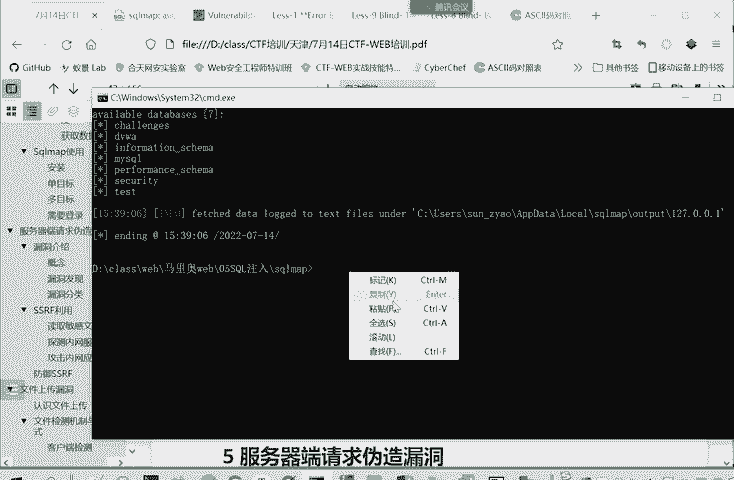 腾讯会议
7月14日CTF-WEB培训
sqlmap: aut
Vulnerabili
Less-1 **Error E
Less-9 Blind- T
Less-8 Blind- B
ASCII码对照
file:///D:/class/CTF培训/天津/7月14日CTF-WEB培训.pdf
GitHub
蚁景 Lab
合天网安实验室
Web安全工程师特训班
CTF-WEB实战技能特...
CyberChef
ASCII码对照表
其他书签
移动设备上的书签
C:\Windows\System32\cmd.exe
available databases [7]:
[*] challenges
[*] dvwa
[*] information_schema
[*] mysql
[*] performance_schema
[*] security
[*] test
[15:39:06] fetched data logged to text files under 'C:\Users\sun_zyao\AppData\Local\sqlmap\output\127.0.0.1'
[*] ending @ 15:39:06 /2022-07-14/
D:\class\web\马里奥web\05SQL注入\sqlmap>
标记(K) Ctrl-M
复制(Y) Enter
粘贴(P) Ctrl-V
全选(S) Ctrl-A
滚动(L)
查找(F)... Ctrl-F
获取数据
Sqlmap使用
安装
单目标
多目标
需要登录
服务器端请求伪造
漏洞介绍
概念
漏洞发现
漏洞分类
SSRF利用
读取敏感文
探测内网服
攻击内网应
防御SSRF
文件上传漏洞
认识文件上传
文件检测机制
式
客户端检测
5 服务器端请求伪造漏洞